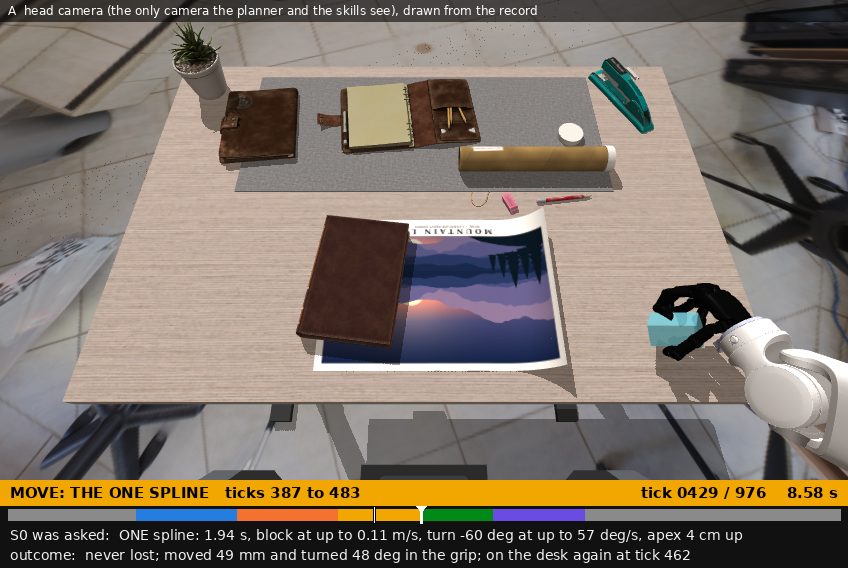 A head camera (the only camera the planner and the skills see), drawn from the record
MOUNTAIN L
MOVE: THE ONE SPLINE ticks 387 to 483 tick 0429 / 976 8.58 s
S0 was asked: ONE spline: 1.94 s, block at up to 0.11 m/s, turn -60 deg at up to 57 deg/s, apex 4 cm up
outcome: never lost; moved 49 mm and turned 48 deg in the grip; on the desk again at tick 462